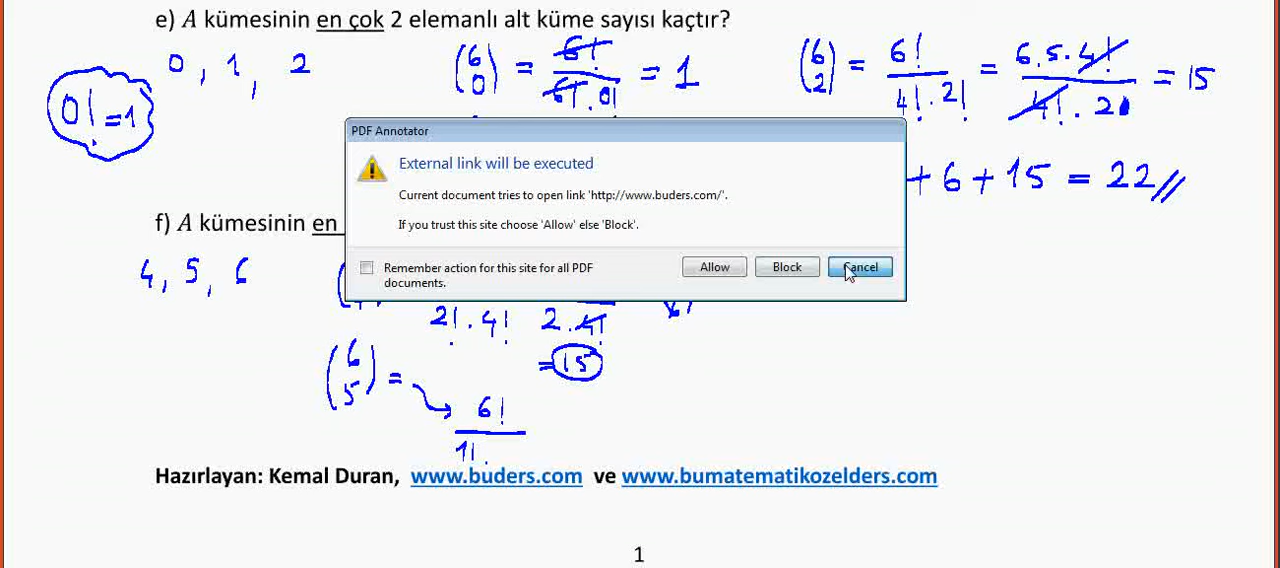 e) A kümesinin en çok 2 elemanlı alt küme sayısı kaçtır?
0, 1, 2
0! = 1
(6 0) = 6! / 6! . 0! = 1
(6 2) = 6! / 4! . 2! = 6.5.4! / 4! . 2 = 15
+ 6 + 15 = 22 //
PDF Annotator
External link will be executed
Current document tries to open link 'http://www.buders.com/'.
If you trust this site choose 'Allow' else 'Block'.
Remember action for this site for all PDF documents.
Allow Block Cancel
f) A kümesinin en
4, 5, 6
2! . 4! 2 . 4!
= 15
(6 5) =
6!
1!.
Hazırlayan: Kemal Duran, www.buders.com ve www.bumatematikozelders.com
1